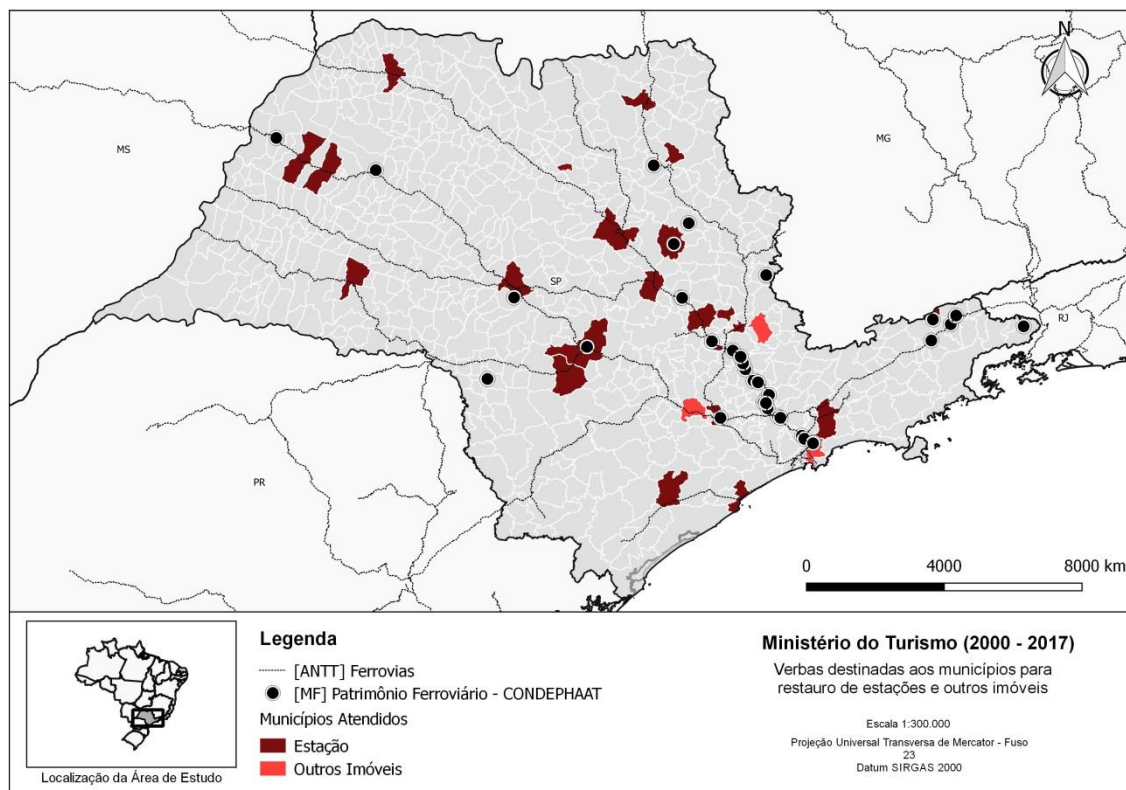 N
MS
MG
SP
RJ
PR
0 4000 8000 km
Localização da Área de Estudo
Legenda
[ANTT] Ferrovias
[MF] Patrimônio Ferroviário - CONDEPHAAT
Municípios Atendidos
Estação
Outros Imóveis
Ministério do Turismo (2000 - 2017)
Verbas destinadas aos municípios para
restauro de estações e outros imóveis
Escala 1:300.000
Projeção Universal Transversa de Mercator - Fuso
23
Datum SIRGAS 2000